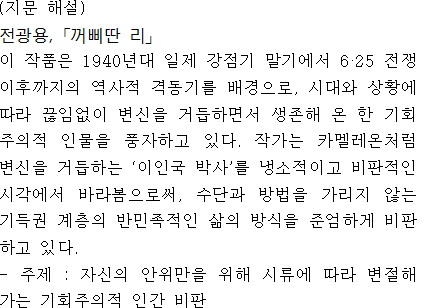 (지문 해설)
전광용, 「꺼삐딴 리」
이 작품은 1940년대 일제 강점기 말기에서 6·25 전쟁
이후까지의 역사적 격동기를 배경으로, 시대와 상황에
따라 끊임없이 변신을 거듭하면서 생존해 온 한 기회
주의적 인물을 풍자하고 있다. 작가는 카멜레온처럼
변신을 거듭하는 ‘이인국 박사’를 냉소적이고 비판적인
시각에서 바라봄으로써, 수단과 방법을 가리지 않는
기득권 계층의 반민족적인 삶의 방식을 준엄하게 비판
하고 있다.
- 주제 : 자신의 안위만을 위해 시류에 따라 변절해
가는 기회주의적 인간 비판